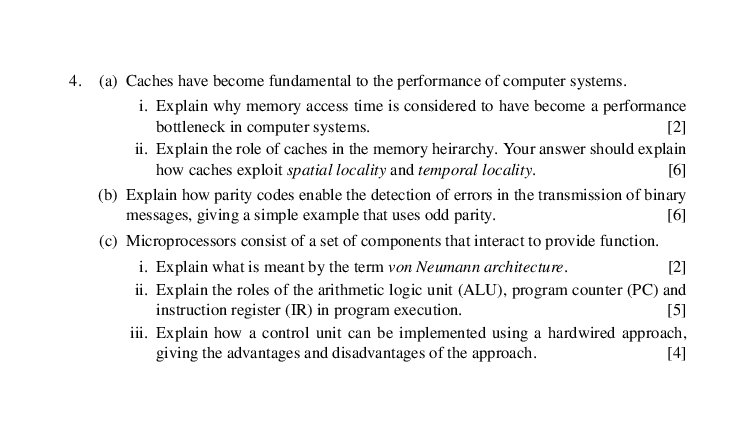 4. (a) Caches have become fundamental to the performance of computer systems.
i. Explain why memory access time is considered to have become a performance
bottleneck in computer systems. [2]
ii. Explain the role of caches in the memory heirarchy. Your answer should explain
how caches exploit spatial locality and temporal locality. [6]
(b) Explain how parity codes enable the detection of errors in the transmission of binary
messages, giving a simple example that uses odd parity. [6]
(c) Microprocessors consist of a set of components that interact to provide function.
i. Explain what is meant by the term von Neumann architecture. [2]
ii. Explain the roles of the arithmetic logic unit (ALU), program counter (PC) and
instruction register (IR) in program execution. [5]
iii. Explain how a control unit can be implemented using a hardwired approach,
giving the advantages and disadvantages of the approach. [4]